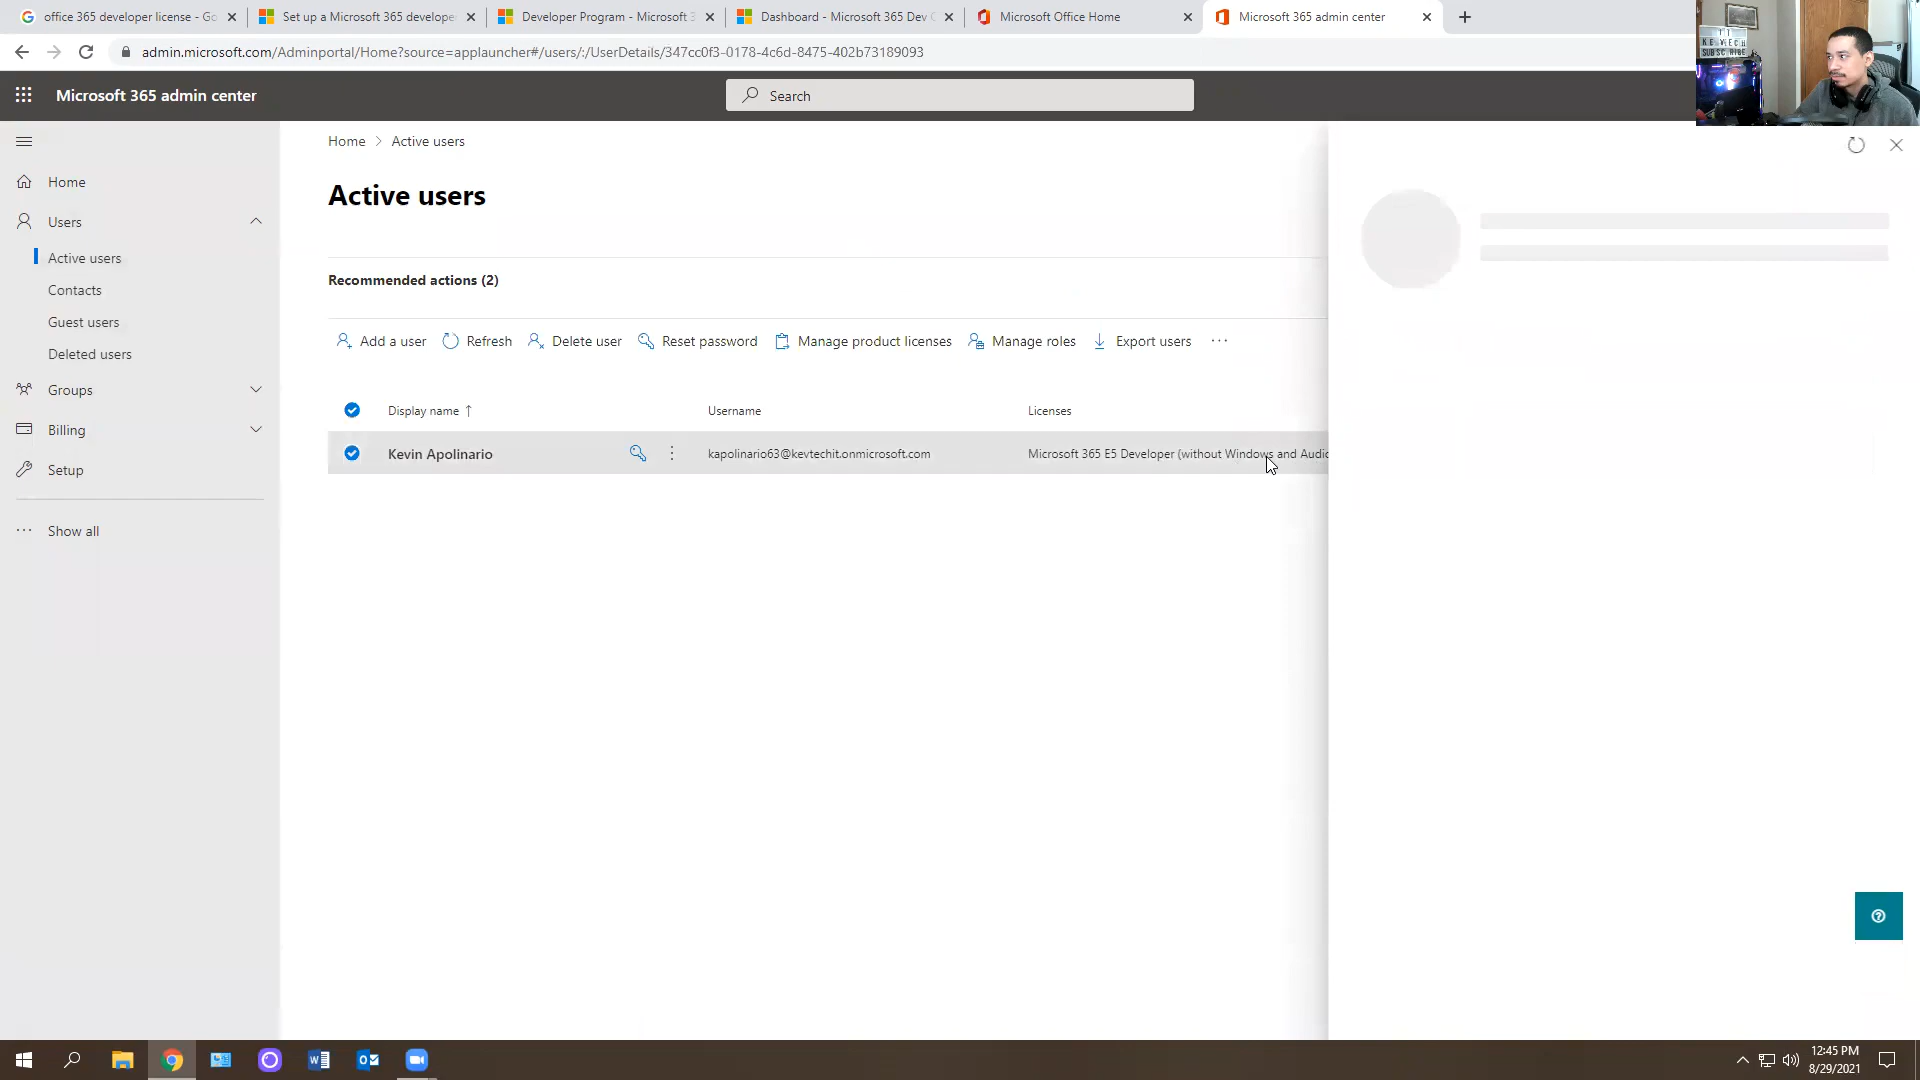 office 365 developer license - Go
Set up a Microsoft 365 develope
Developer Program - Microsoft 3
Dashboard - Microsoft 365 Dev C
Microsoft Office Home
Microsoft 365 admin center
admin.microsoft.com/Adminportal/Home?source=applauncher#/users/:/UserDetails/347cc0f3-0178-4c6d-8475-402b73189093
Microsoft 365 admin center
Search
KEVTECH
SUBSCRIBE
Home
Users
Active users
Contacts
Guest users
Deleted users
Groups
Billing
Setup
Show all
Home > Active users
Active users
Recommended actions (2)
Add a user
Refresh
Delete user
Reset password
Manage product licenses
Manage roles
Export users
Display name ↑
Username
Licenses
Kevin Apolinario
kapolinario63@kevtechit.onmicrosoft.com
Microsoft 365 E5 Developer (without Windows and Audio
12:45 PM
8/29/2021